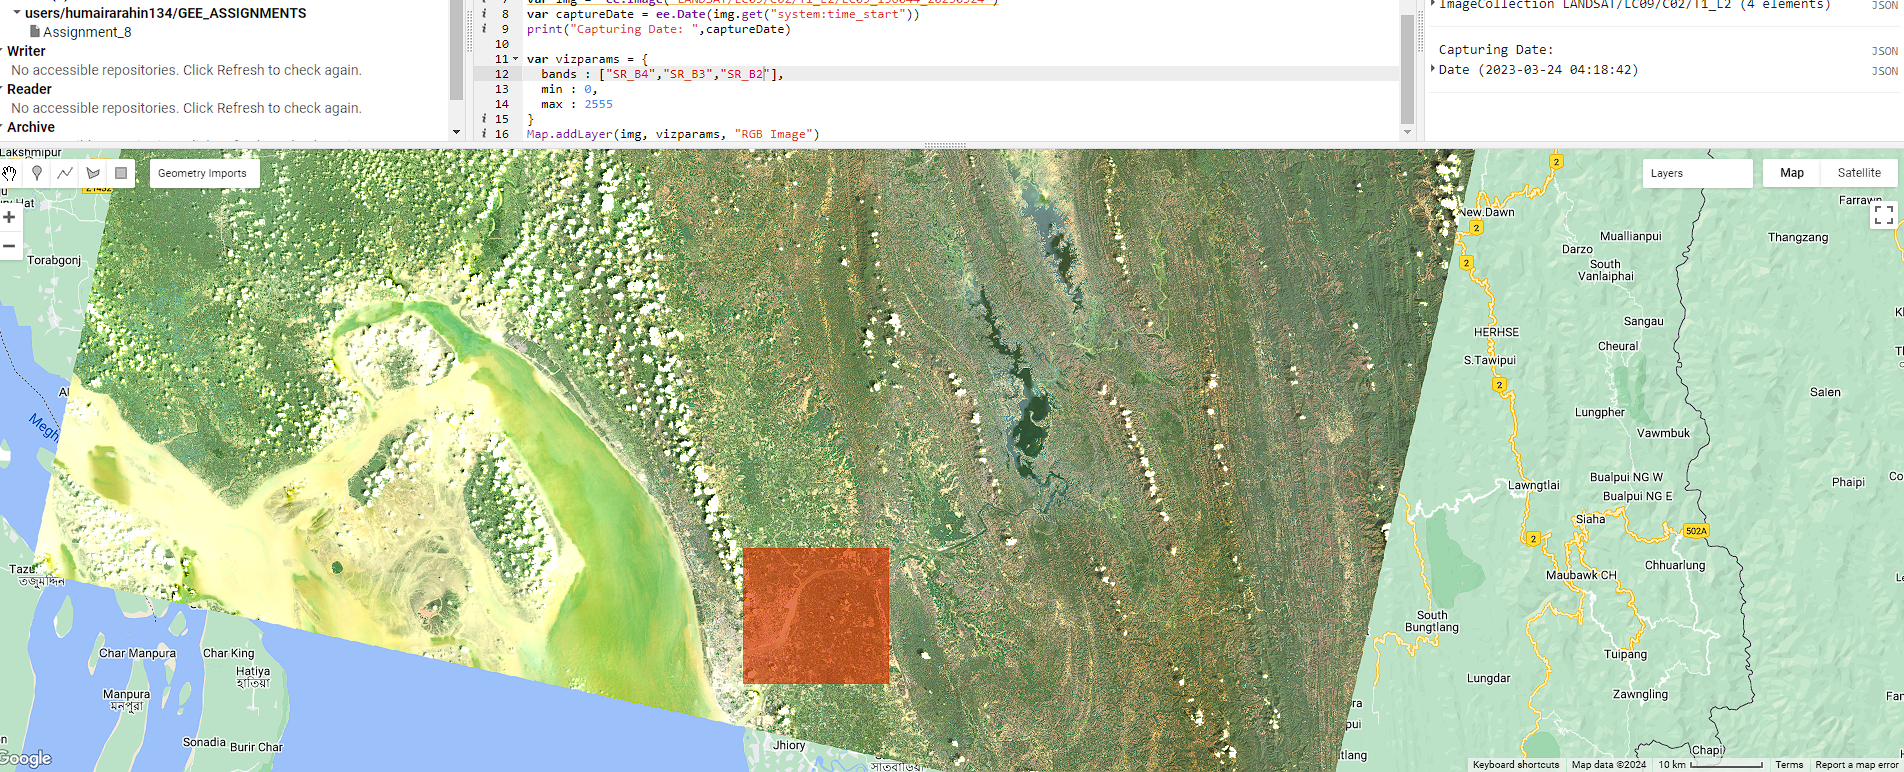 users/humairarahin134/GEE_ASSIGNMENTS
Assignment_8
Writer
No accessible repositories. Click Refresh to check again.
Reader
No accessible repositories. Click Refresh to check again.
Archive
8 var captureDate = ee.Date(img.get("system:time_start"))
9 print("Capturing Date: ",captureDate)
10
11 var vizparams = {
12 bands : ["SR_B4","SR_B3","SR_B2"],
13 min : 0,
14 max : 2555
15 }
16 Map.addLayer(img, vizparams, "RGB Image")
ImageCollection LANDSAT/LC09/C02/T1_L2 (4 elements)
JSON
Capturing Date:
JSON
Date (2023-03-24 04:18:42)
JSON
Lakshmipur
Geometry Imports
Layers
Map
Satellite
2
Farrawn
New Dawn
2
Muallianpui
Thangzang
Darzo
South
Vanlaiphai
2
Torabgonj
Sangau
HERHSE
Cheural
S.Tawipui
2
Salen
Lungpher
Vawmbuk
Bualpui NG W
Lawngtlai
Phaipi
Bualpui NG E
Siaha
502A
2
Chhuarlung
Maubawk CH
Tazu
তজুমদ্দিন
South
Bungtlang
Char Manpura
Char King
Tuipang
Hatiya
হাতিয়া
Lungdar
Manpura
মনপুরা
Zawngling
Sonadia
Burir Char
Jhiory
Chapi
Google
Keyboard shortcuts
Map data ©2024
10 km
Terms
Report a map error